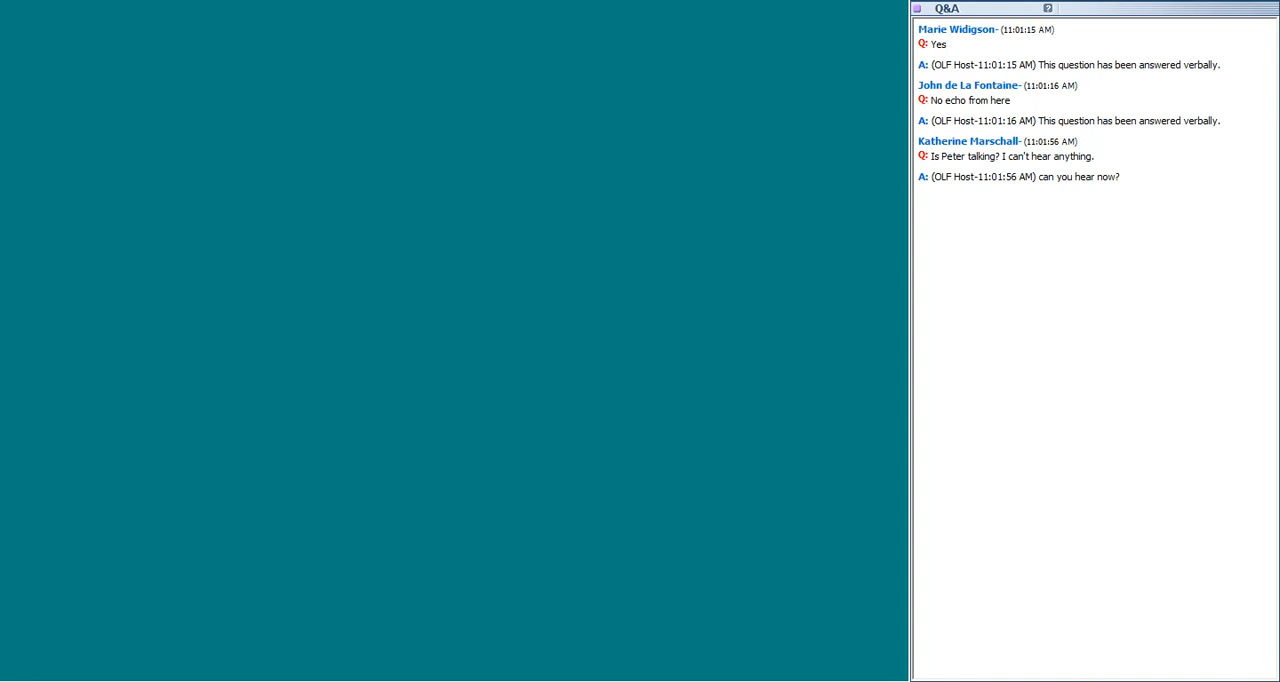 Q&A
Marie Widigson- (11:01:15 AM)
Q: Yes
A: (OLF Host-11:01:15 AM) This question has been answered verbally.
John de La Fontaine- (11:01:16 AM)
Q: No echo from here
A: (OLF Host-11:01:16 AM) This question has been answered verbally.
Katherine Marschall- (11:01:56 AM)
Q: Is Peter talking? I can't hear anything.
A: (OLF Host-11:01:56 AM) can you hear now?